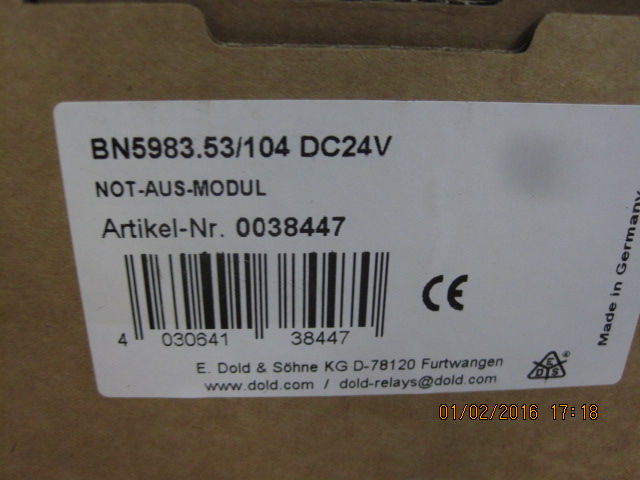 BN5983.53/104 DC24V
NOT-AUS-MODUL
Artikel-Nr. 0038447
4 030641 38447
E. Dold & Söhne KG D-78120 Furtwangen
www.dold.com / dold-relays@dold.com
CE
Made in Germany
E
D S ®
01/02/2016 17:18